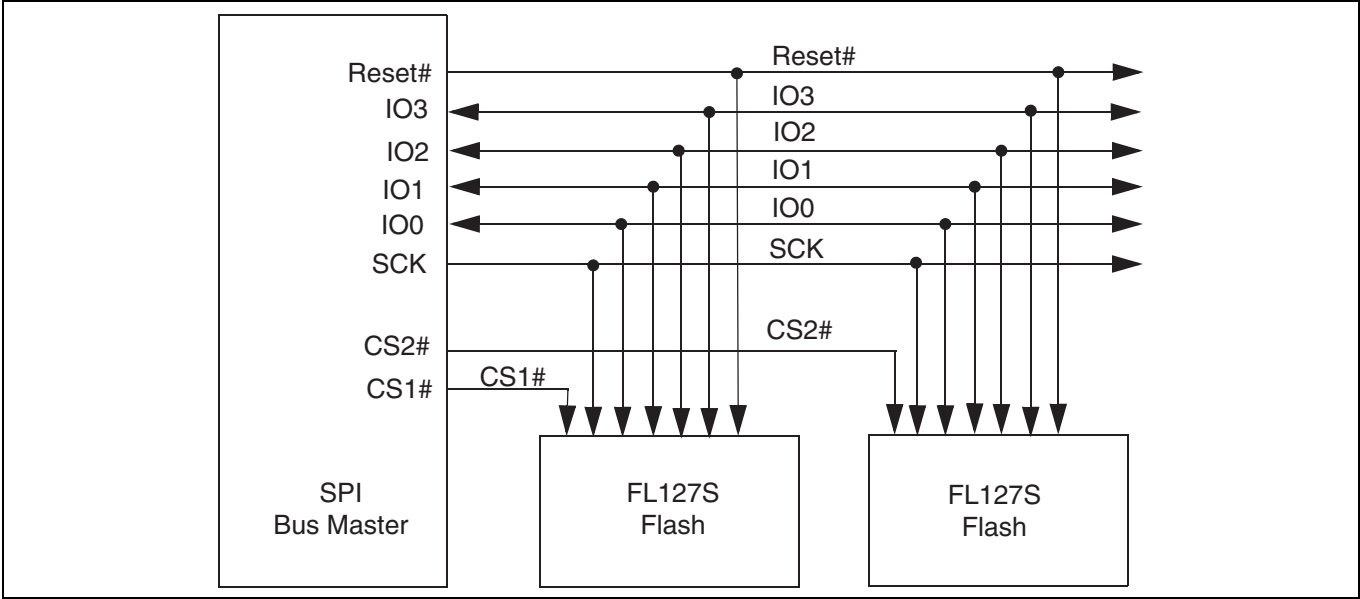 Reset#
Reset#
IO3
IO3
IO2
IO2
IO1
IO1
IO0
IO0
SCK
SCK
CS2#
CS2#
CS1#
CS1#
SPI
Bus Master
FL127S
Flash
FL127S
Flash